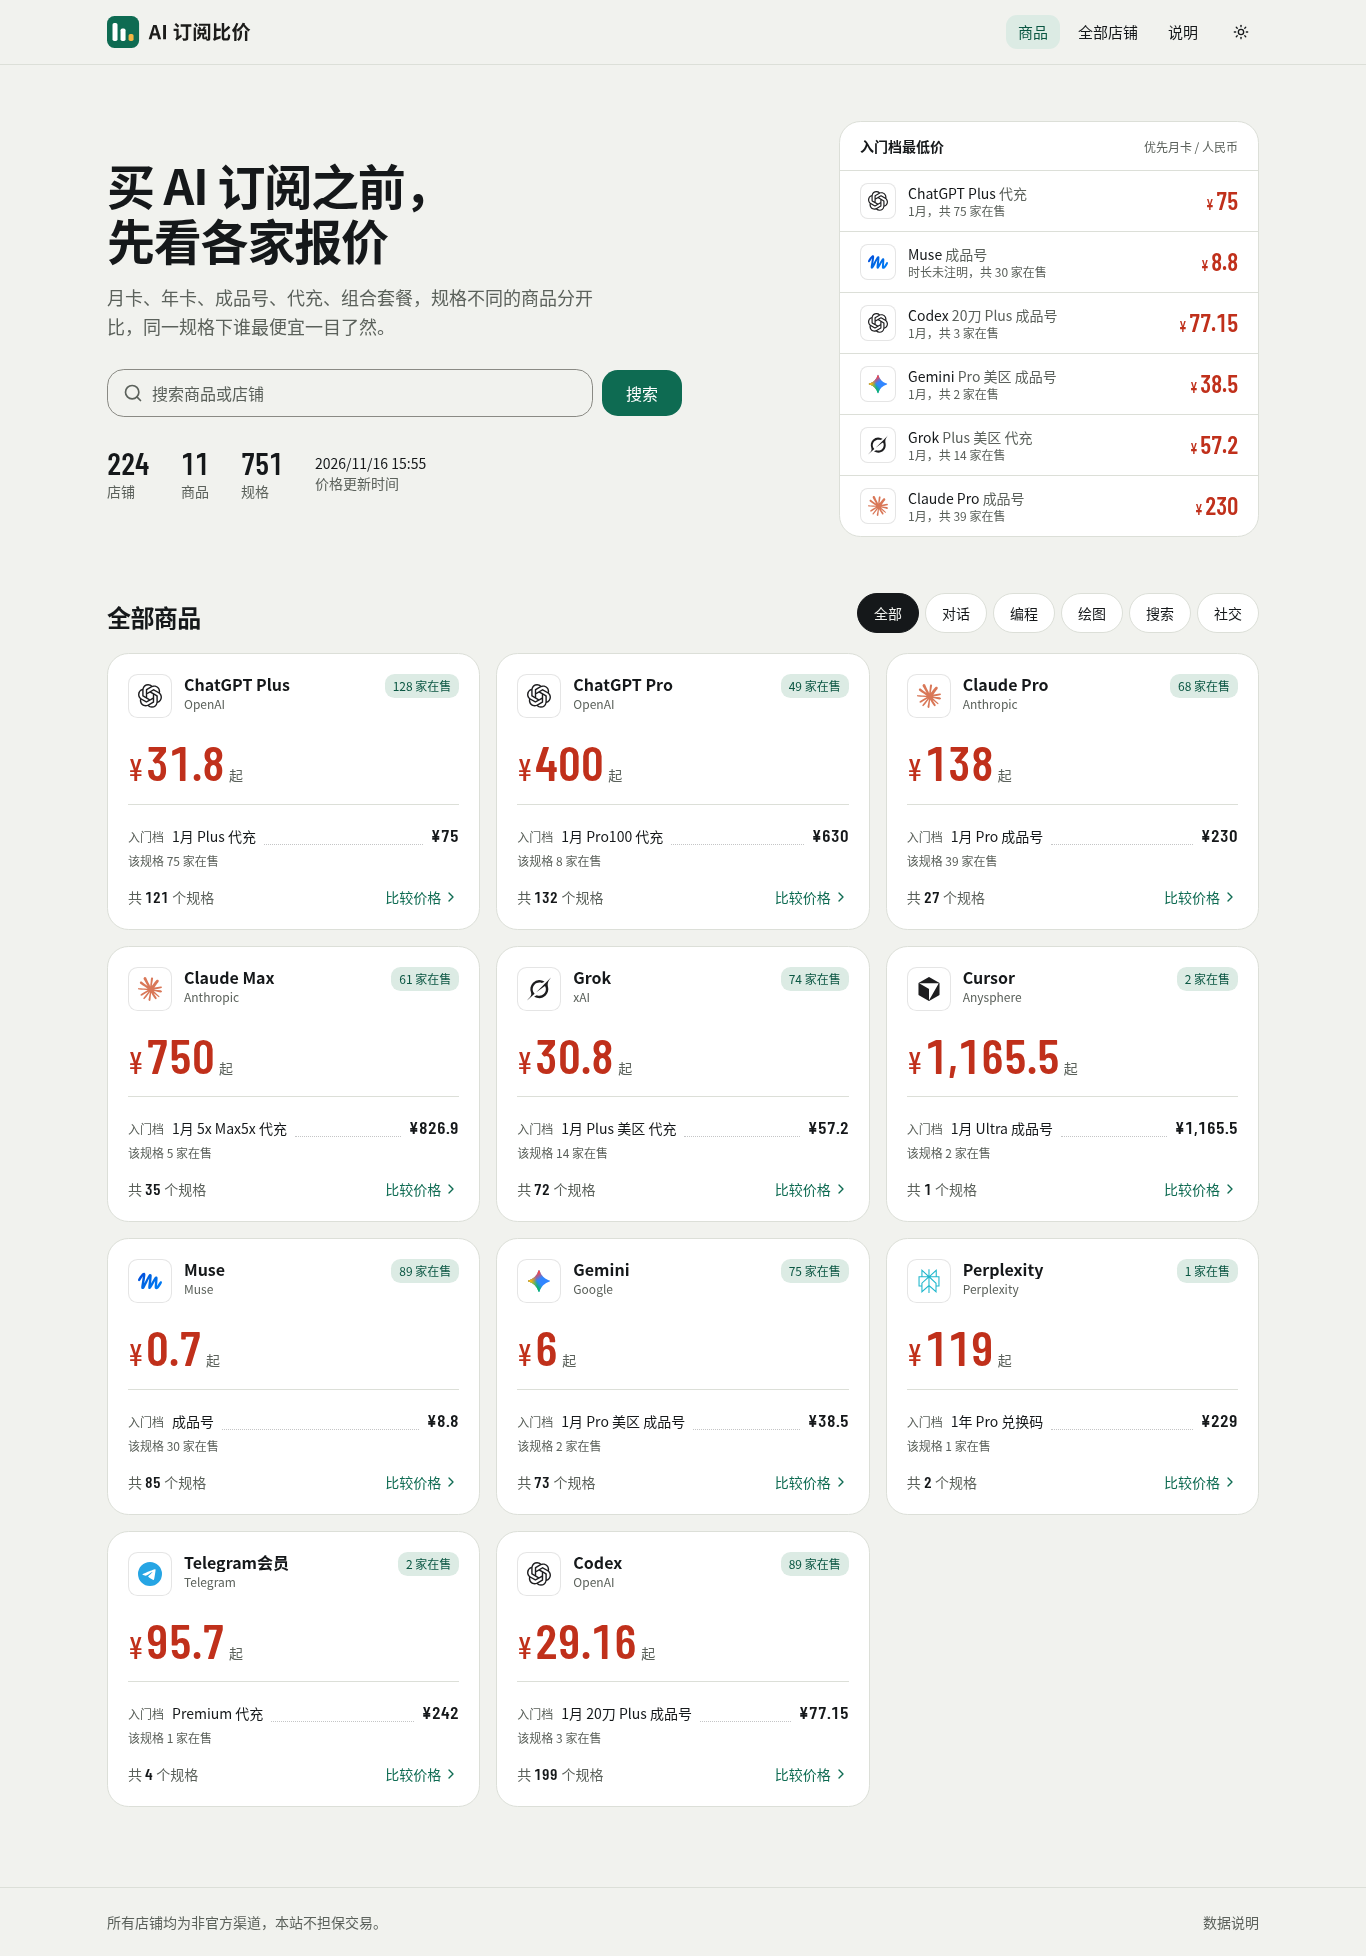 AI 订阅比价
商品
全部店铺
说明
买 AI 订阅之前，
先看各家报价
月卡、年卡、成品号、代充、组合套餐，规格不同的商品分开
比，同一规格下谁最便宜一目了然。
搜索商品或店铺
搜索
224
店铺
11
商品
751
规格
2026/11/16 15:55
价格更新时间
入门档最低价
优先月卡 / 人民币
ChatGPT Plus 代充
1月，共 75 家在售
¥75
Muse 成品号
时长未注明，共 30 家在售
¥8.8
Codex 20刀 Plus 成品号
1月，共 3 家在售
¥77.15
Gemini Pro 美区 成品号
1月，共 2 家在售
¥38.5
Grok Plus 美区 代充
1月，共 14 家在售
¥57.2
Claude Pro 成品号
1月，共 39 家在售
¥230
全部商品
全部
对话
编程
绘图
搜索
社交
ChatGPT Plus
OpenAI
128 家在售
¥31.8 起
入门档 1月 Plus 代充 ¥75
该规格 75 家在售
共 121 个规格
比较价格
ChatGPT Pro
OpenAI
49 家在售
¥400 起
入门档 1月 Pro100 代充 ¥630
该规格 8 家在售
共 132 个规格
比较价格
Claude Pro
Anthropic
68 家在售
¥138 起
入门档 1月 Pro 成品号 ¥230
该规格 39 家在售
共 27 个规格
比较价格
Claude Max
Anthropic
61 家在售
¥750 起
入门档 1月 5x Max5x 代充 ¥826.9
该规格 5 家在售
共 35 个规格
比较价格
Grok
xAI
74 家在售
¥30.8 起
入门档 1月 Plus 美区 代充 ¥57.2
该规格 14 家在售
共 72 个规格
比较价格
Cursor
Anysphere
2 家在售
¥1,165.5 起
入门档 1月 Ultra 成品号 ¥1,165.5
该规格 2 家在售
共 1 个规格
比较价格
Muse
Muse
89 家在售
¥0.7 起
入门档 成品号 ¥8.8
该规格 30 家在售
共 85 个规格
比较价格
Gemini
Google
75 家在售
¥6 起
入门档 1月 Pro 美区 成品号 ¥38.5
该规格 2 家在售
共 73 个规格
比较价格
Perplexity
Perplexity
1 家在售
¥119 起
入门档 1年 Pro 兑换码 ¥229
该规格 1 家在售
共 2 个规格
比较价格
Telegram会员
Telegram
2 家在售
¥95.7 起
入门档 Premium 代充 ¥242
该规格 1 家在售
共 4 个规格
比较价格
Codex
OpenAI
89 家在售
¥29.16 起
入门档 1月 20刀 Plus 成品号 ¥77.15
该规格 3 家在售
共 199 个规格
比较价格
所有店铺均为非官方渠道，本站不担保交易。
数据说明